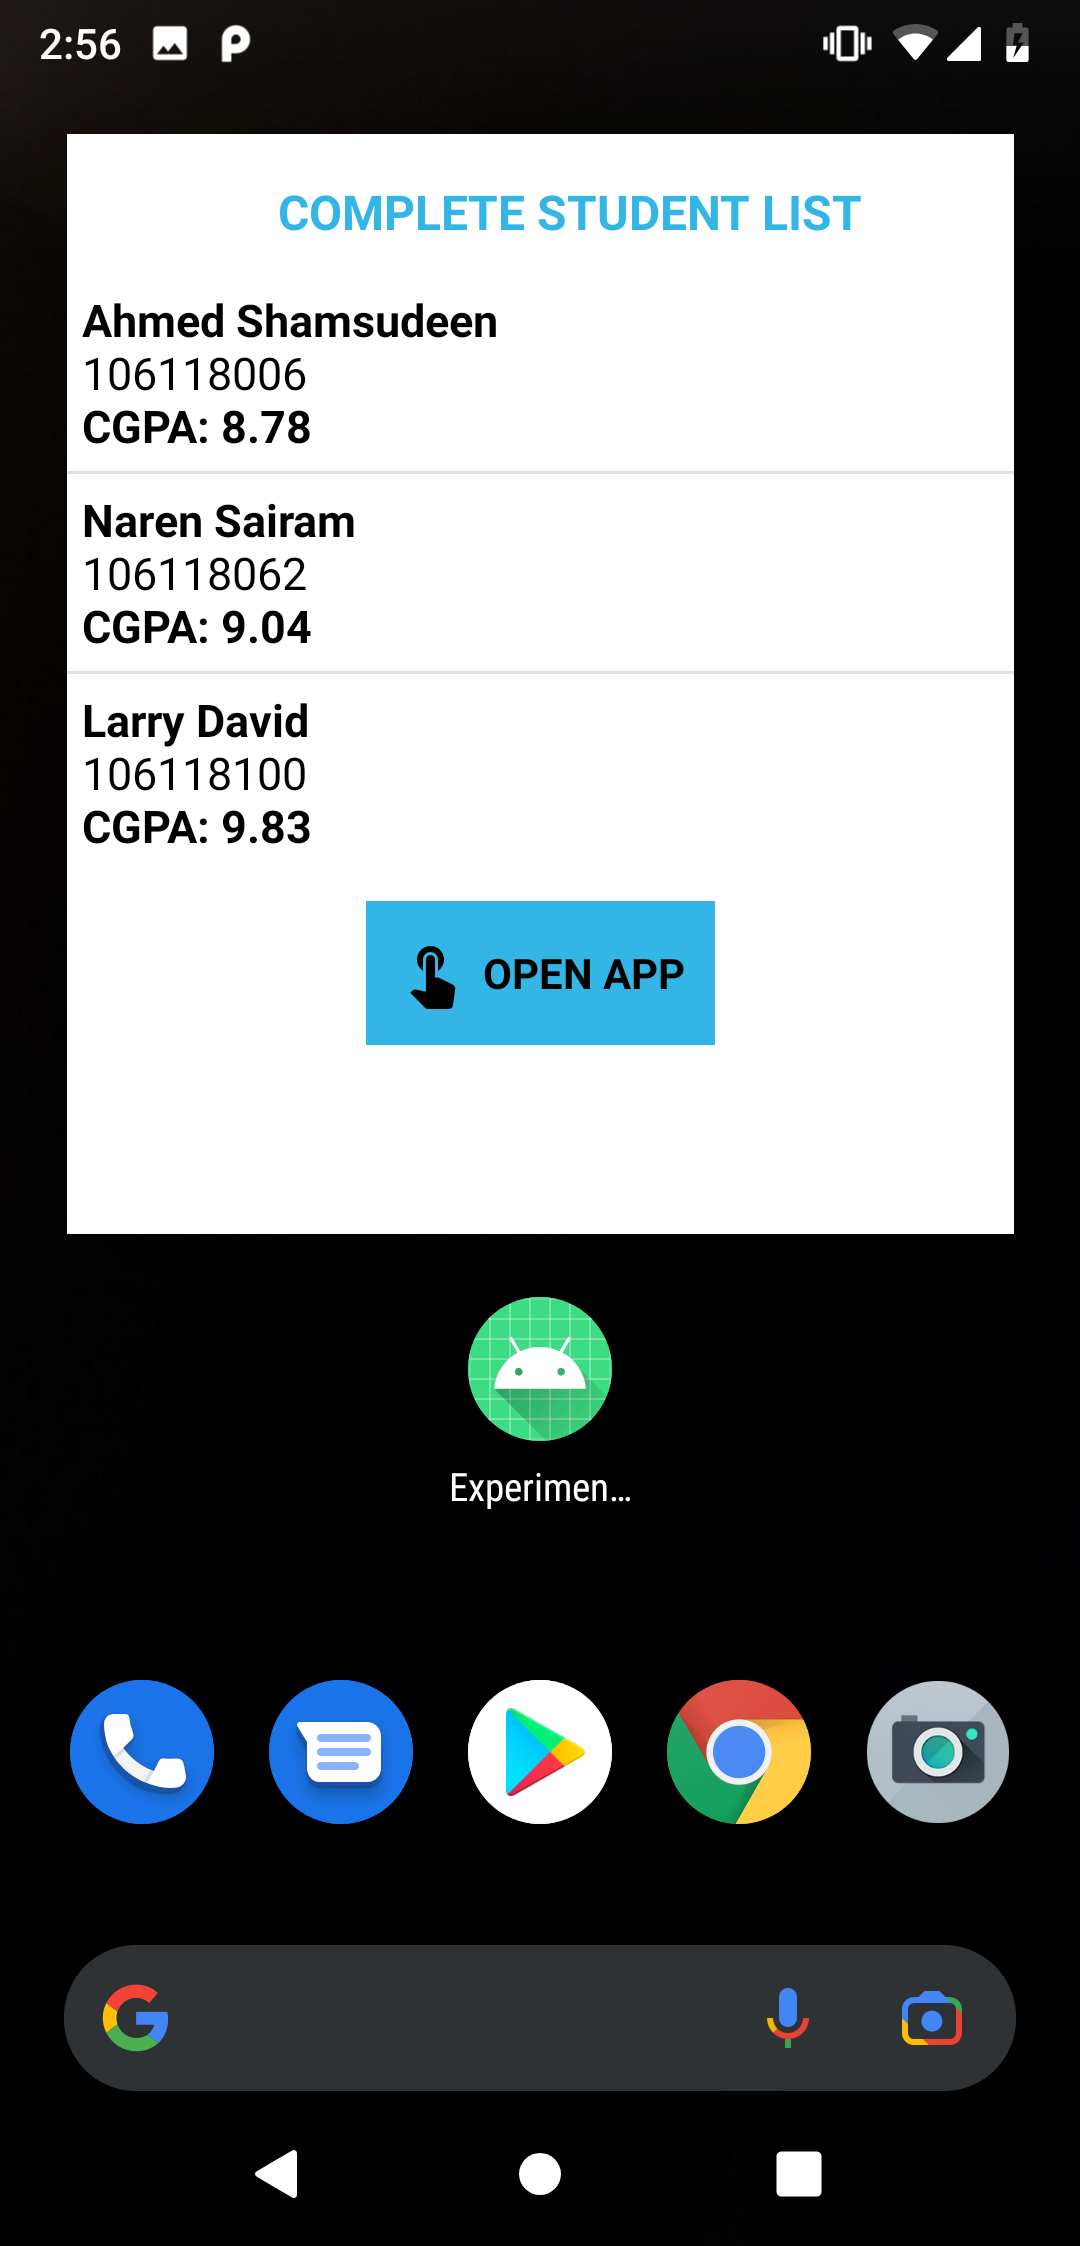 2:56
COMPLETE STUDENT LIST
Ahmed Shamsudeen
106118006
CGPA: 8.78
Naren Sairam
106118062
CGPA: 9.04
Larry David
106118100
CGPA: 9.83
OPEN APP
Experimen…